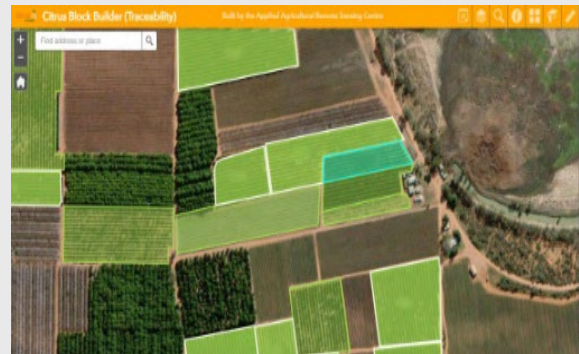 Citrus Block Builder (Traceability)
Built by the Applied Agricultural Remote Sensing Centre
+
Find address or place
−